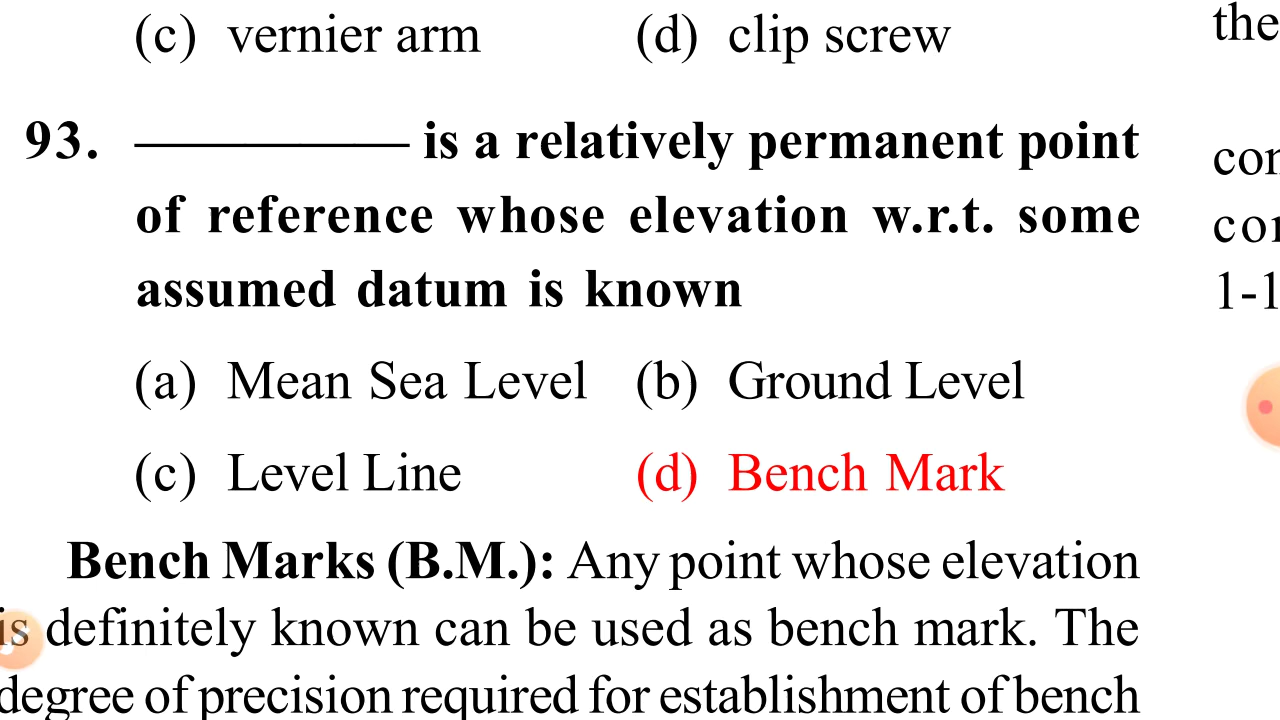 (c) vernier arm (d) clip screw
93. ____________ is a relatively permanent point
of reference whose elevation w.r.t. some
assumed datum is known
(a) Mean Sea Level (b) Ground Level
(c) Level Line (d) Bench Mark
Bench Marks (B.M.): Any point whose elevation
is definitely known can be used as bench mark. The
degree of precision required for establishment of bench
the
1-1